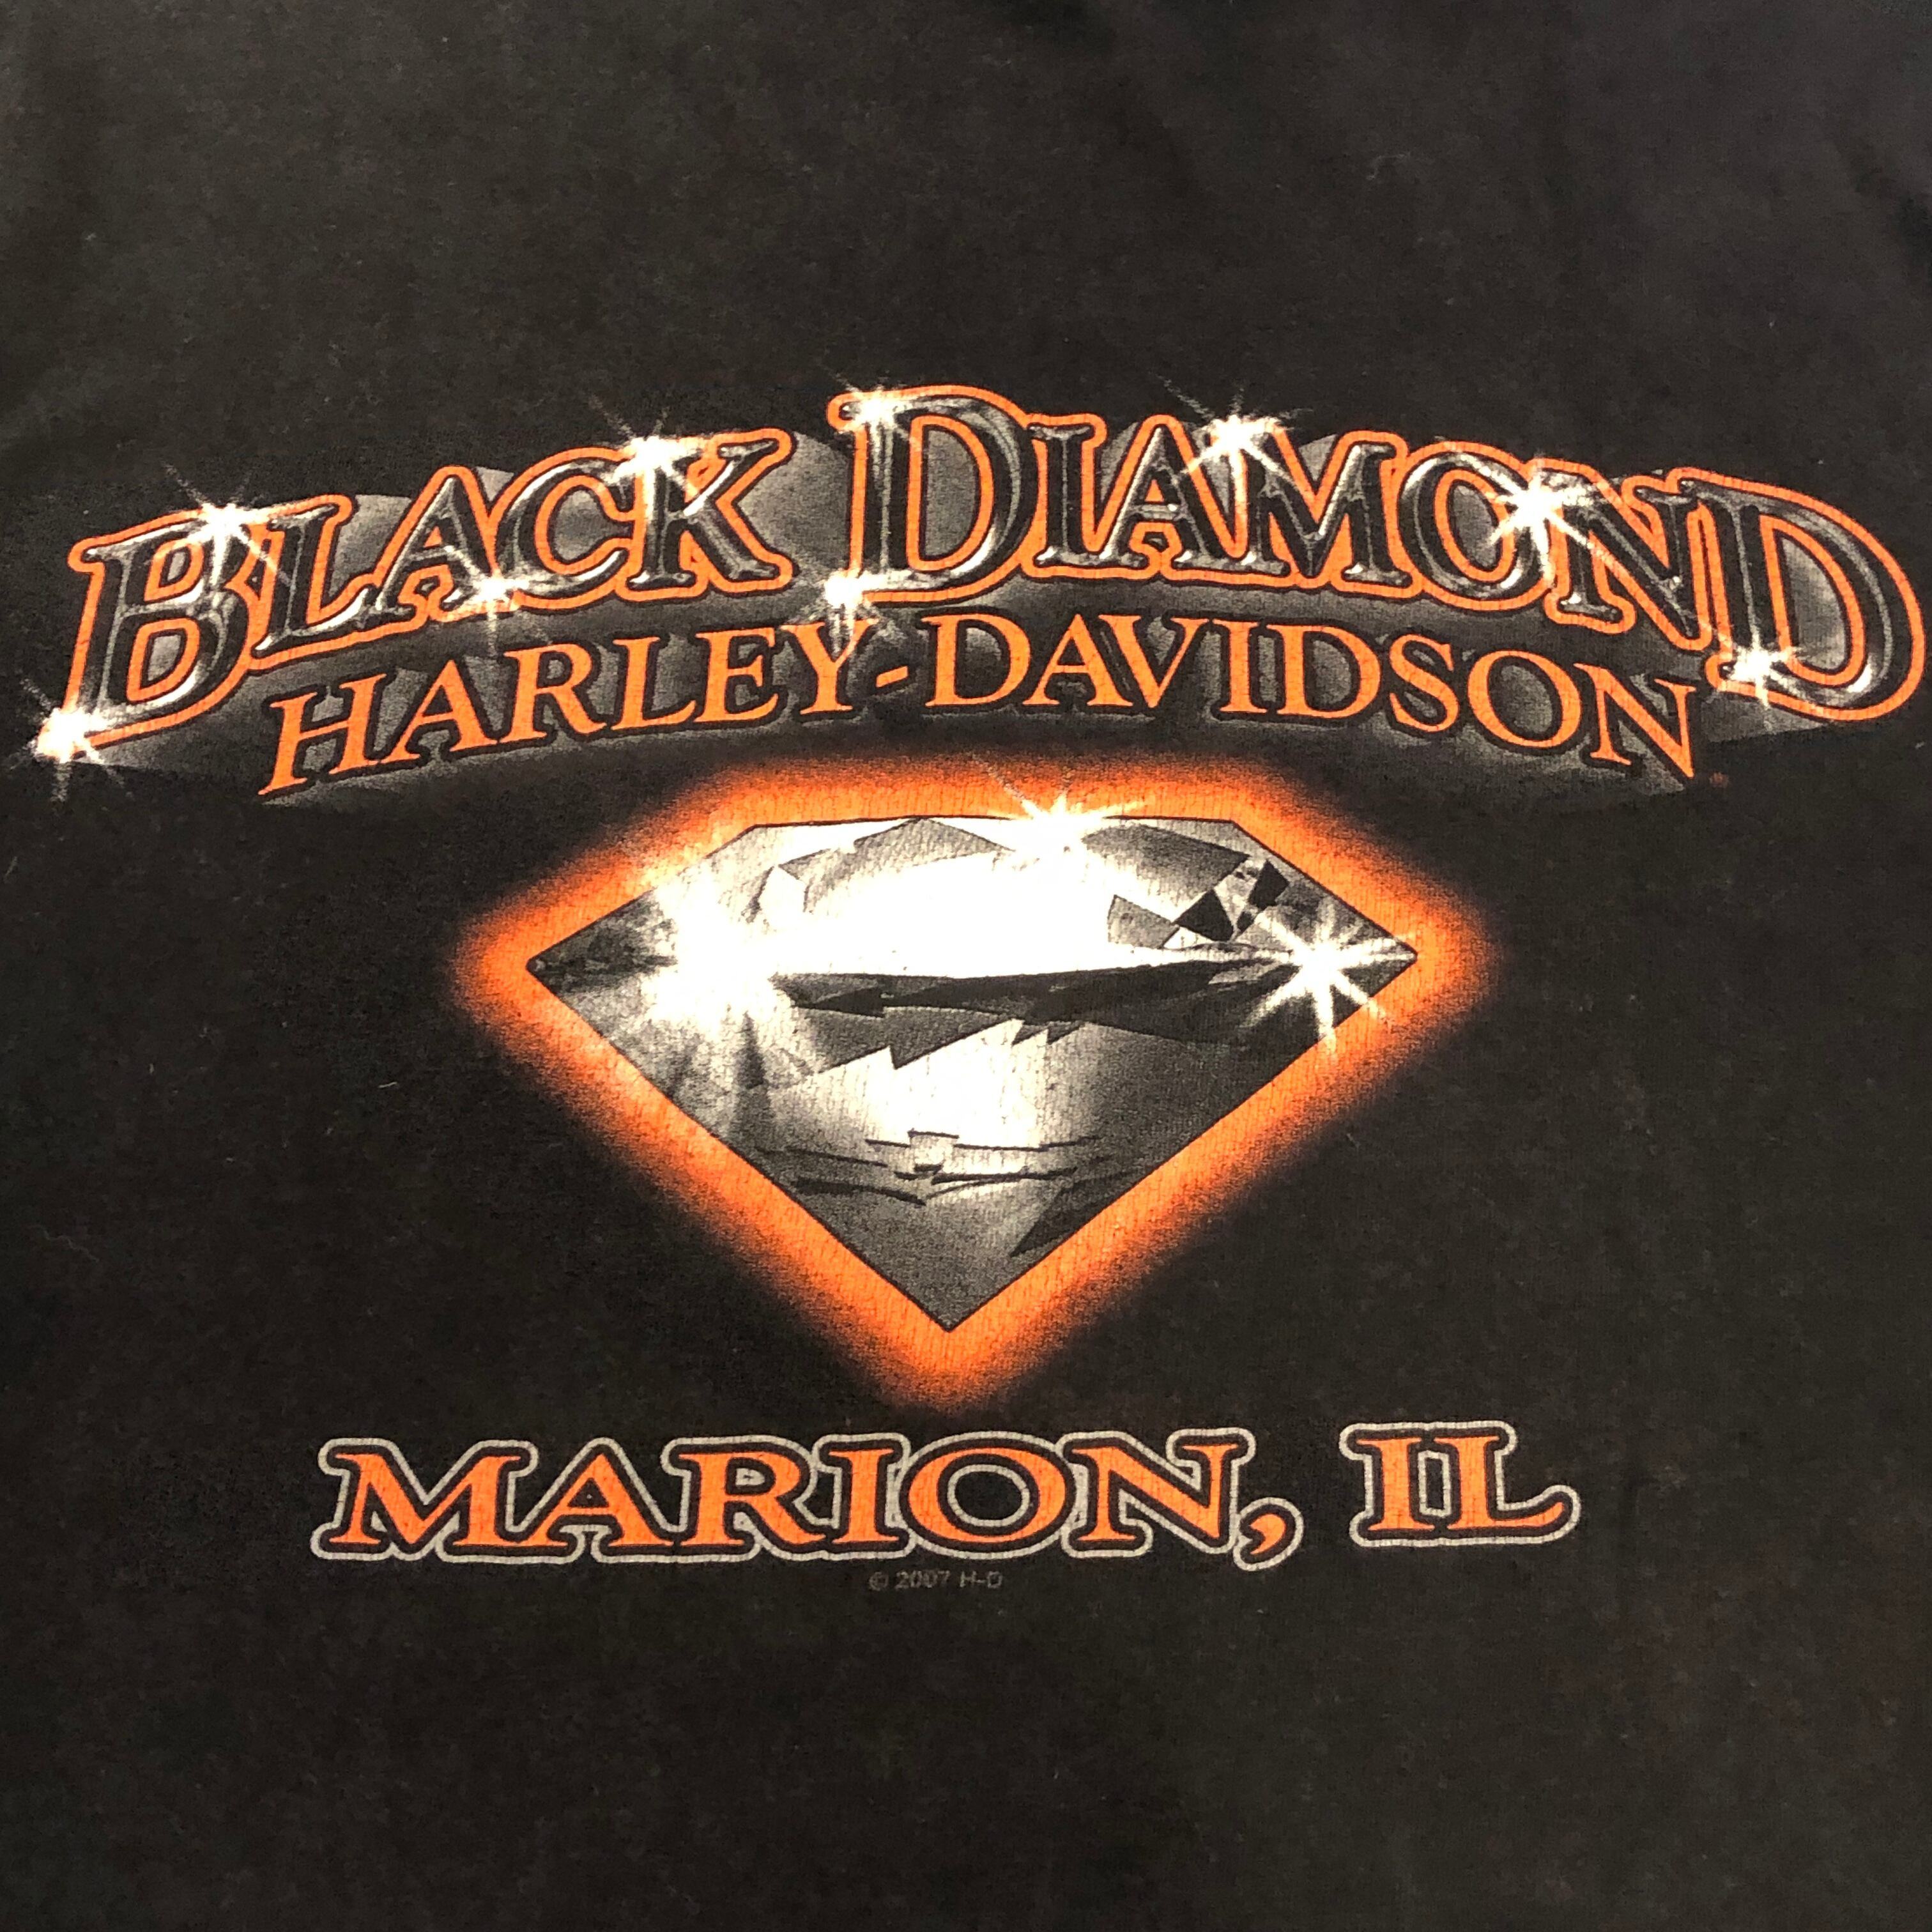 BLACK DIAMOND
HARLEY-DAVIDSON
MARION, IL
© 2007 H-D